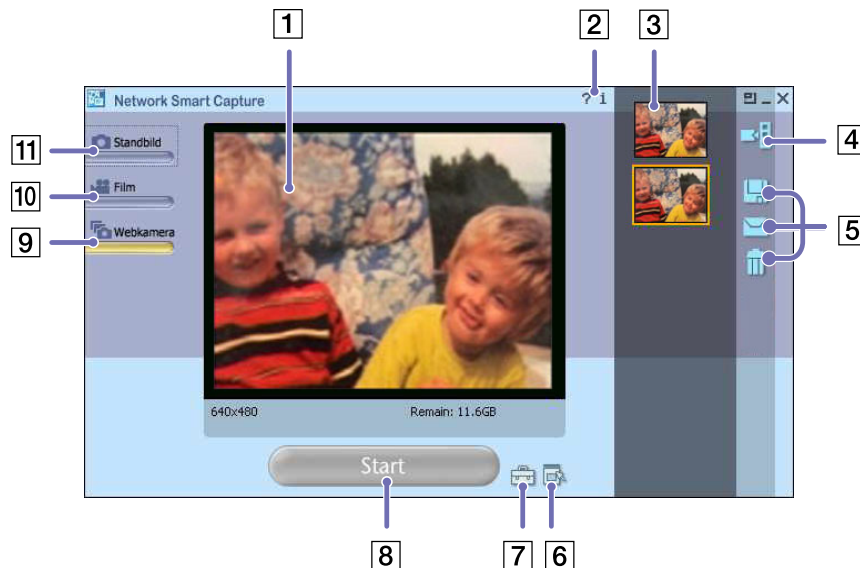 1 2 3
Network Smart Capture ? i
11 Standbild
4
10 Film
9 Webkamera
5
640x480 Remain: 11.6GB
Start
8 7 6